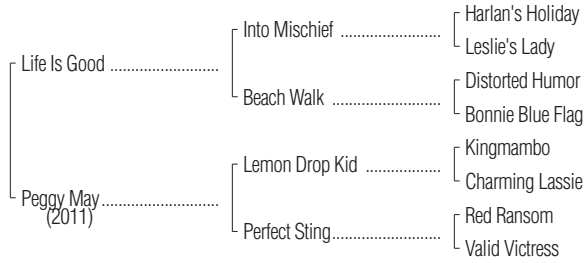 Harlan's Holiday
Into Mischief ....................
Leslie's Lady
Life Is Good .........................
Distorted Humor
Beach Walk ......................
Bonnie Blue Flag
Kingmambo
Lemon Drop Kid ...............
Charming Lassie
Peggy May...........................
(2011)
Red Ransom
Perfect Sting......................
Valid Victress